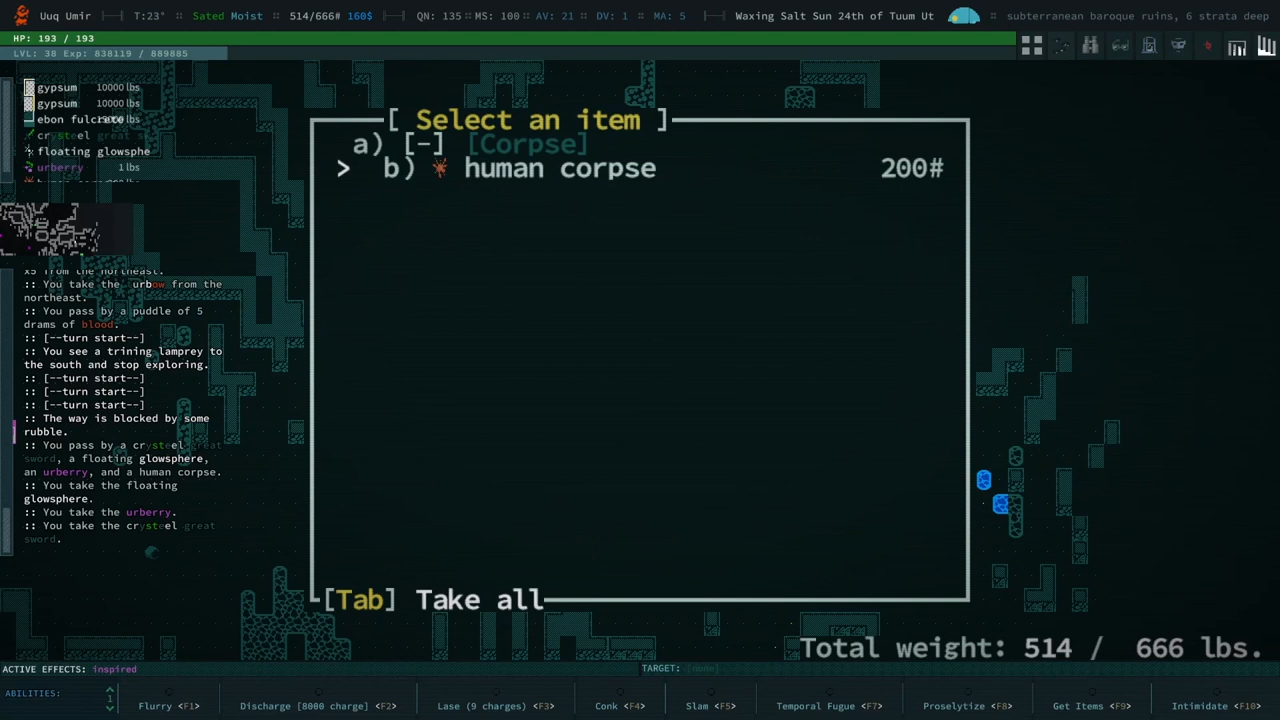 Uuq Umir T:23° :: Sated Moist :: 514/666# 160$ QN: 135 :: MS: 100 :: AV: 21 :: DV: 1 :: MA: 5 Waxing Salt Sun 24th of Tuum Ut :: subterranean baroque ruins, 6 strata deep
HP: 193 / 193
LVL: 38 Exp: 838119 / 889885
gypsum 10000 lbs
gypsum 10000 lbs
ebon fulcrete
crysteel great s
floating glowsphe
urberry 1 lbs
[ Select an item ]
a) [-] [Corpse]
> b) human corpse 200#
[Tab] Take all
x5 from the northeast.
:: You take the urbow from the
northeast.
:: You pass by a puddle of 5
drams of blood.
:: [--turn start--]
:: You see a trining lamprey to
the south and stop exploring.
:: [--turn start--]
:: [--turn start--]
:: [--turn start--]
:: The way is blocked by some
rubble.
:: You pass by a crysteel great
sword, a floating glowsphere,
an urberry, and a human corpse.
:: You take the floating
glowsphere.
:: You take the urberry.
:: You take the crysteel great
sword.
Total weight: 514 / 666 lbs.
ACTIVE EFFECTS: inspired TARGET: [none]
ABILITIES: 1 Flurry <F1> Discharge [8000 charge] <F2> Lase (9 charges) <F3> Conk <F4> Slam <F5> Temporal Fugue <F7> Proselytize <F8> Get Items <F9> Intimidate <F10>